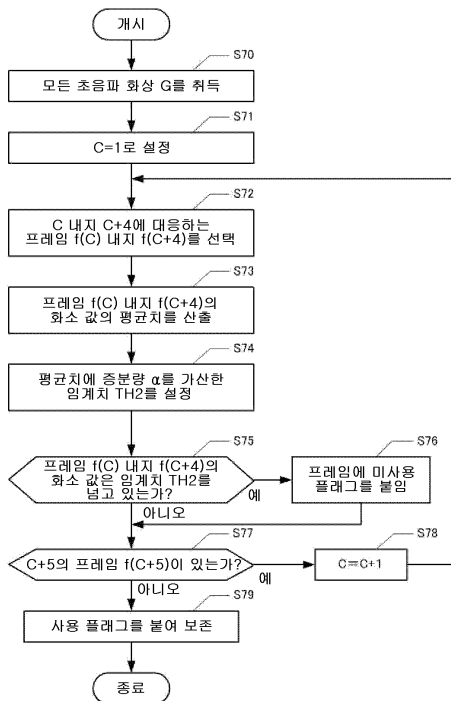 개시
S70
모든 초음파 화상 G를 취득
S71
C=1로 설정
S72
C 내지 C+4에 대응하는
프레임 f(C) 내지 f(C+4)를 선택
S73
프레임 f(C) 내지 f(C+4)의
화소 값의 평균치를 산출
S74
평균치에 증분량 α를 가산한
임계치 TH2를 설정
S75
프레임 f(C) 내지 f(C+4)의
화소 값은 임계치 TH2를
넘고 있는가?
예
아니오
S76
프레임에 미사용
플래그를 붙임
S77
C+5의 프레임 f(C+5)이 있는가?
예
아니오
S78
C=C+1
S79
사용 플래그를 붙여 보존
종료